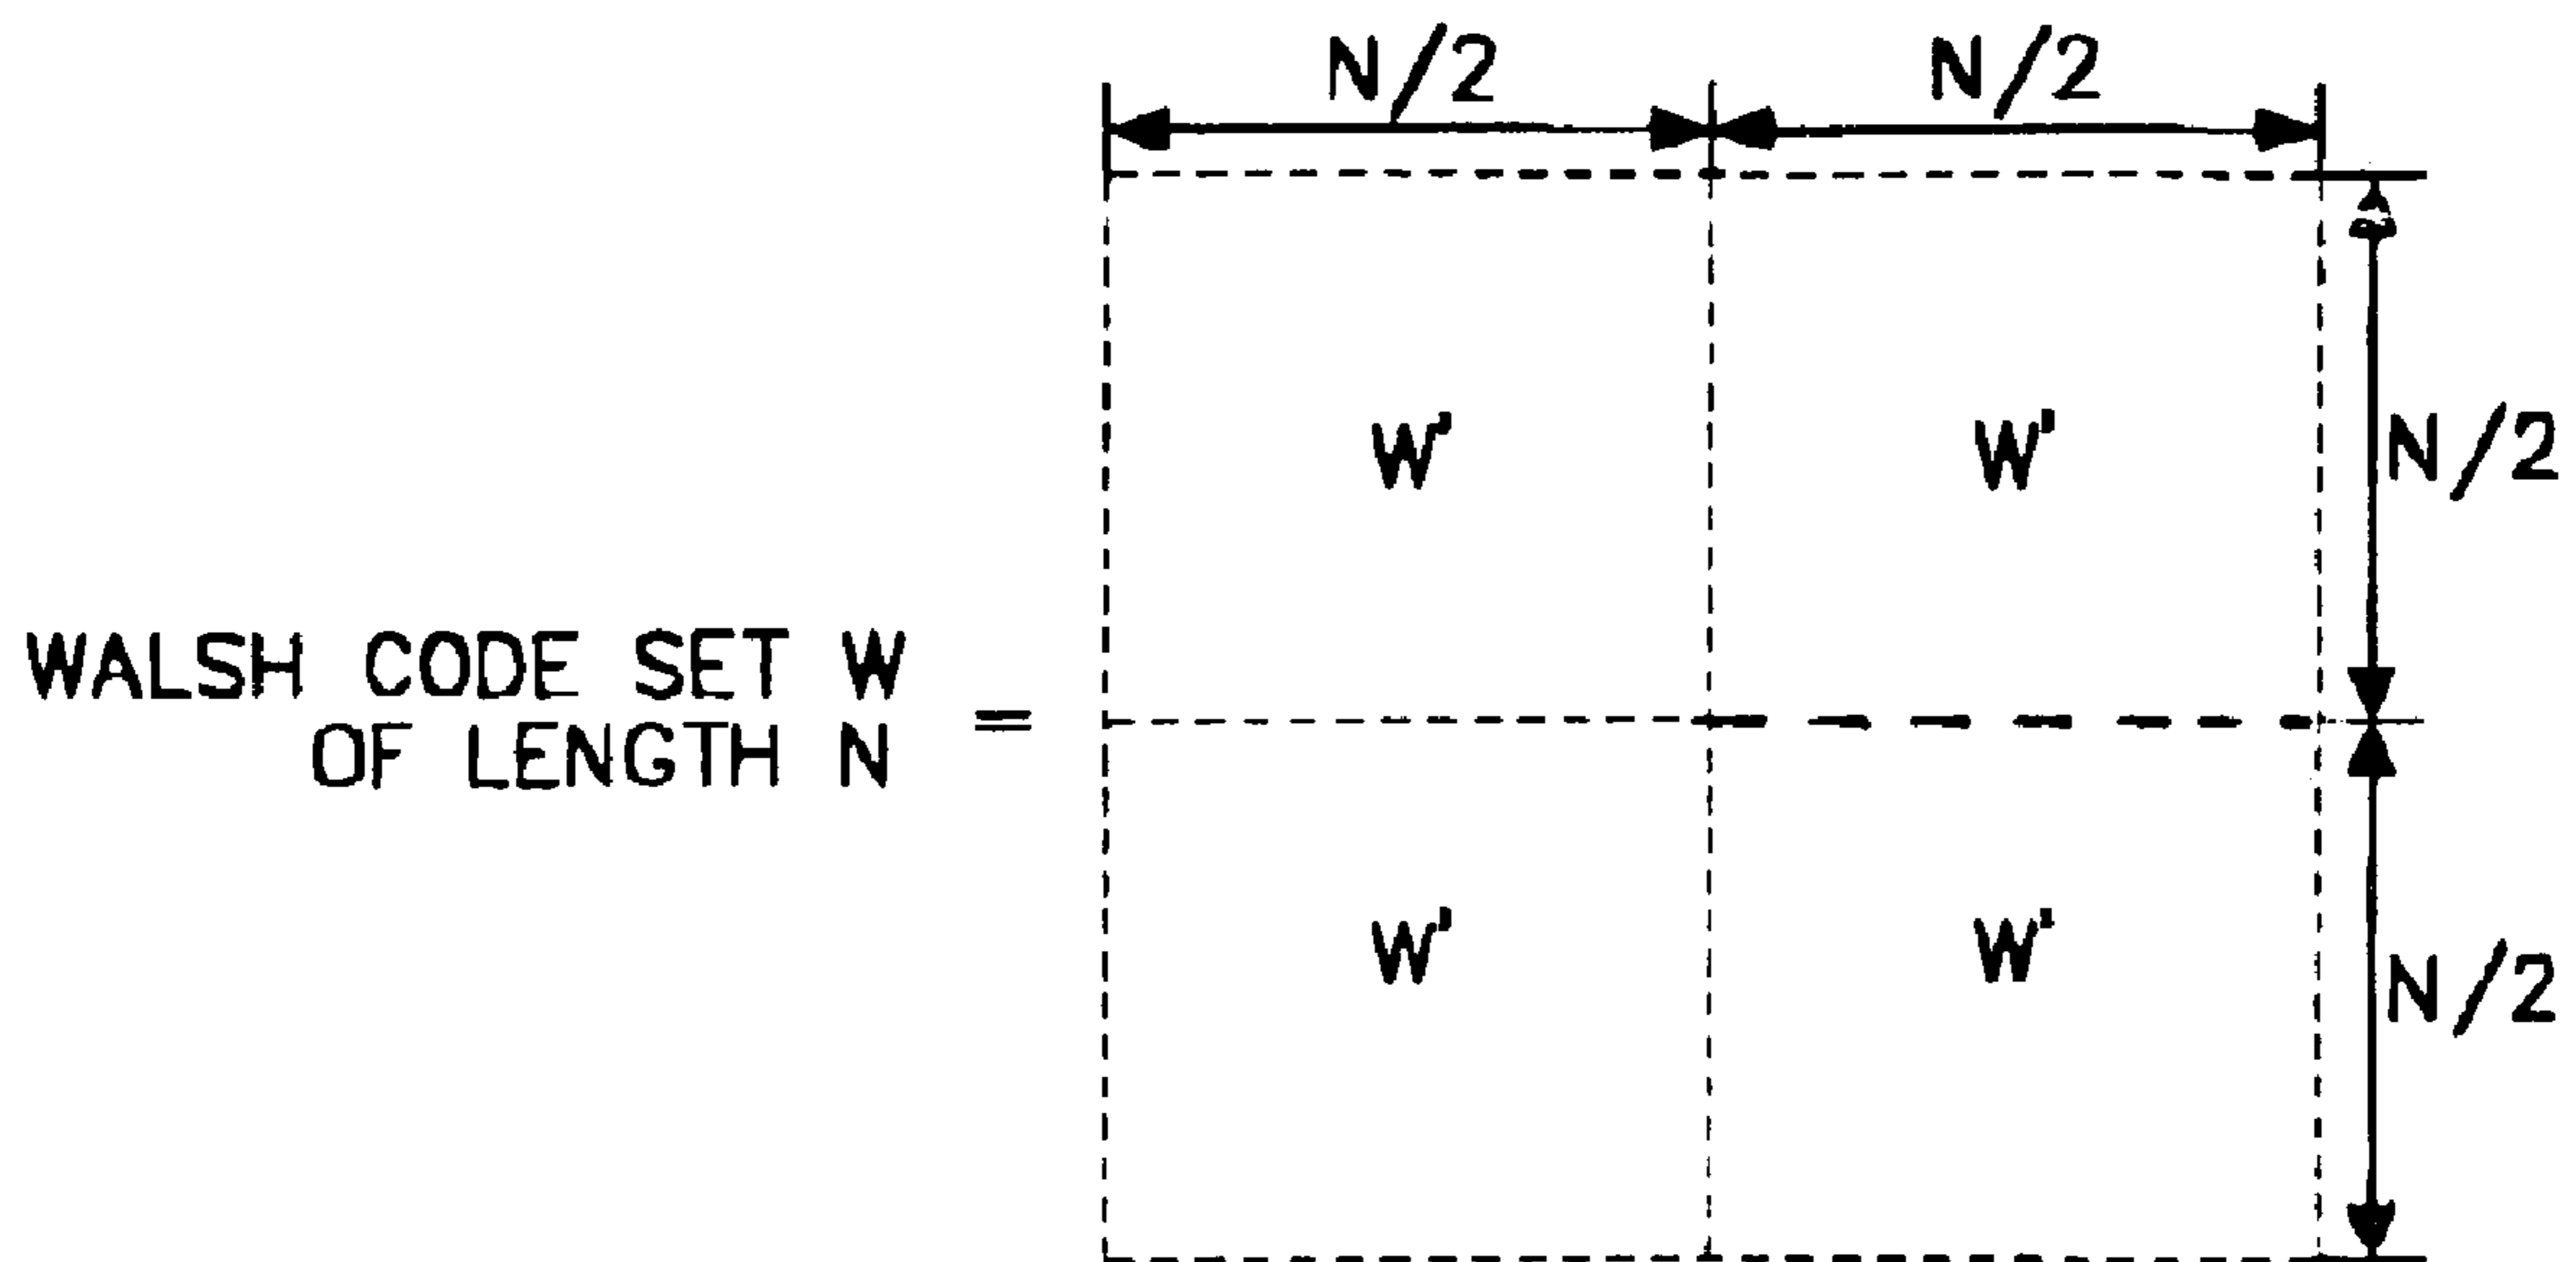 N/2 N/2
W' W'
N/2
WALSH CODE SET W
OF LENGTH N =
W' W'
N/2